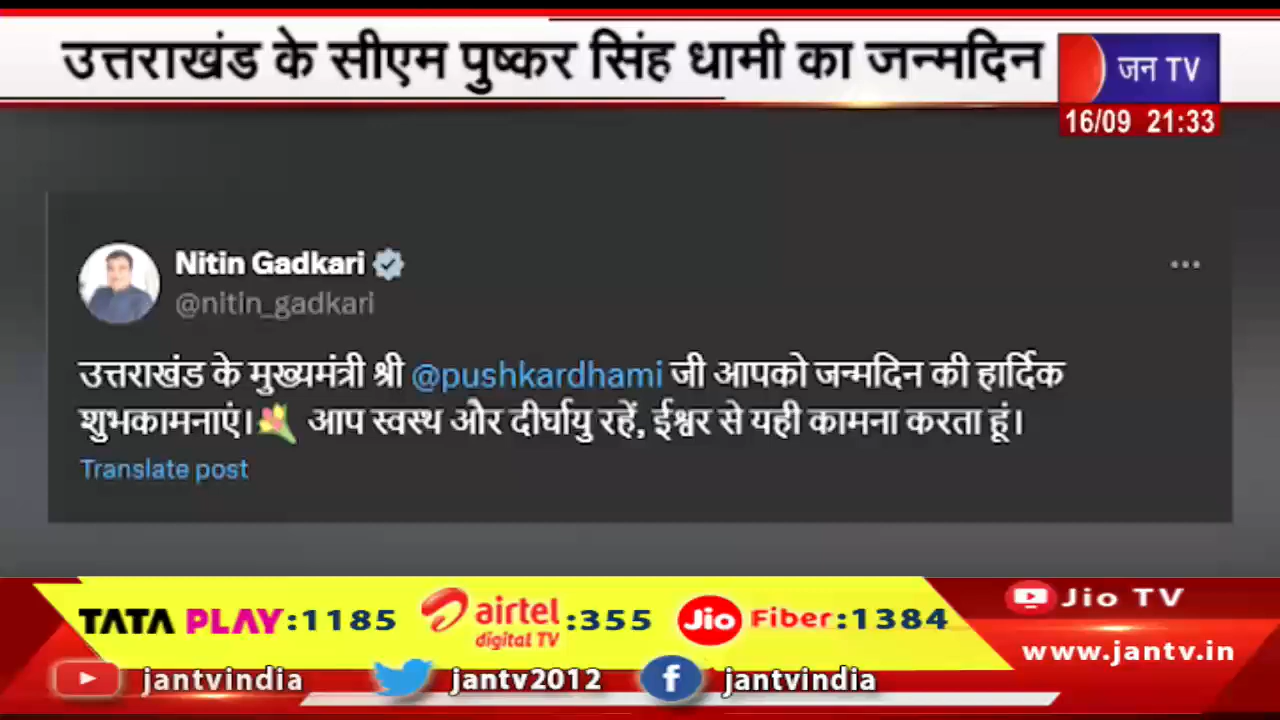 उत्तराखंड के सीएम पुष्कर सिंह धामी का जन्मदिन
जन TV
16/09 21:33
Nitin Gadkari
@nitin_gadkari
उत्तराखंड के मुख्यमंत्री श्री @pushkardhami जी आपको जन्मदिन की हार्दिक
शुभकामनाएं।💐 आप स्वस्थ और दीर्घायु रहें, ईश्वर से यही कामना करता हूं।
Translate post
TATA PLAY:1185 airtel digital TV:355 Jio Fiber:1384
Jio TV
www.jantv.in
jantvindia jantv2012 jantvindia